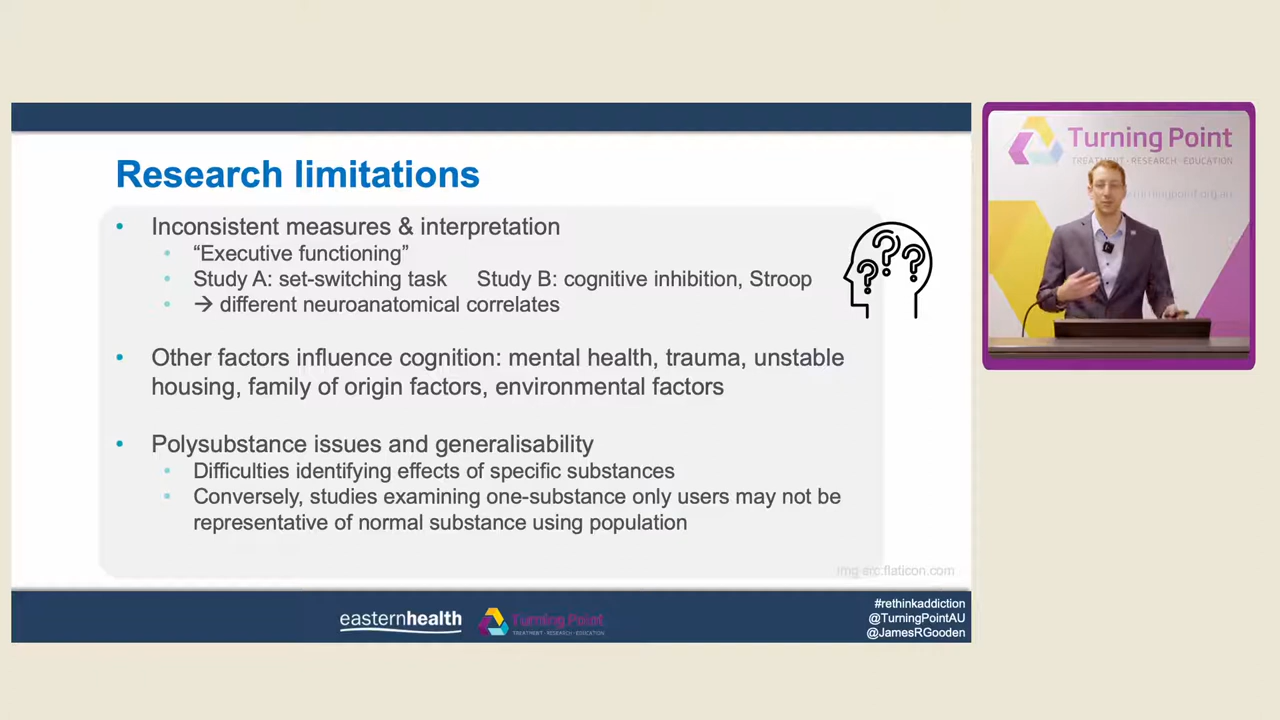 Research limitations
• Inconsistent measures & interpretation
• “Executive functioning”
• Study A: set-switching task Study B: cognitive inhibition, Stroop
• → different neuroanatomical correlates
• Other factors influence cognition: mental health, trauma, unstable
housing, family of origin factors, environmental factors
• Polysubstance issues and generalisability
• Difficulties identifying effects of specific substances
• Conversely, studies examining one-substance only users may not be
representative of normal substance using population
? ? ?
img-src:flaticon.com
easternhealth
Turning Point
TREATMENT · RESEARCH · EDUCATION
#rethinkaddiction
@TurningPointAU
@JamesRGooden
Turning Point
TREATMENT · RESEARCH · EDUCATION